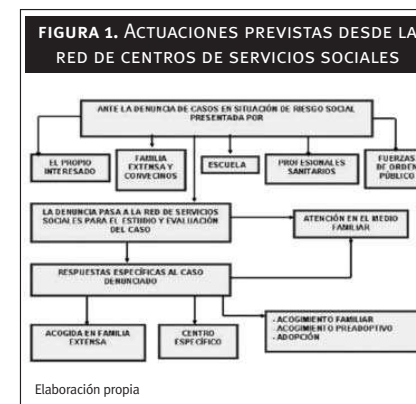 FIGURA 1. ACTUACIONES PREVISTAS DESDE LA
RED DE CENTROS DE SERVICIOS SOCIALES
ANTE LA DENUNCIA DE CASOS EN SITUACIÓN DE RIESGO SOCIAL
PRESENTADA POR
EL PROPIO
INTERESADO
FAMILIA
EXTENSA Y
CONVECINOS
ESCUELA
PROFESIONALES
SANITARIOS
FUERZAS
DE ORDEN
PÚBLICO
LA DENUNCIA PASA A LA RED DE SERVICIOS
SOCIALES PARA EL ESTUDIO Y EVALUACIÓN
DEL CASO
ATENCIÓN EN EL MEDIO
FAMILIAR
RESPUESTAS ESPECÍFICAS AL CASO
DENUNCIADO
ACOGIDA EN FAMILIA
EXTENSA
CENTRO
ESPECÍFICO
- ACOGIMIENTO FAMILIAR
- ACOGIMIENTO PREADOPTIVO
- ADOPCIÓN
Elaboración propia